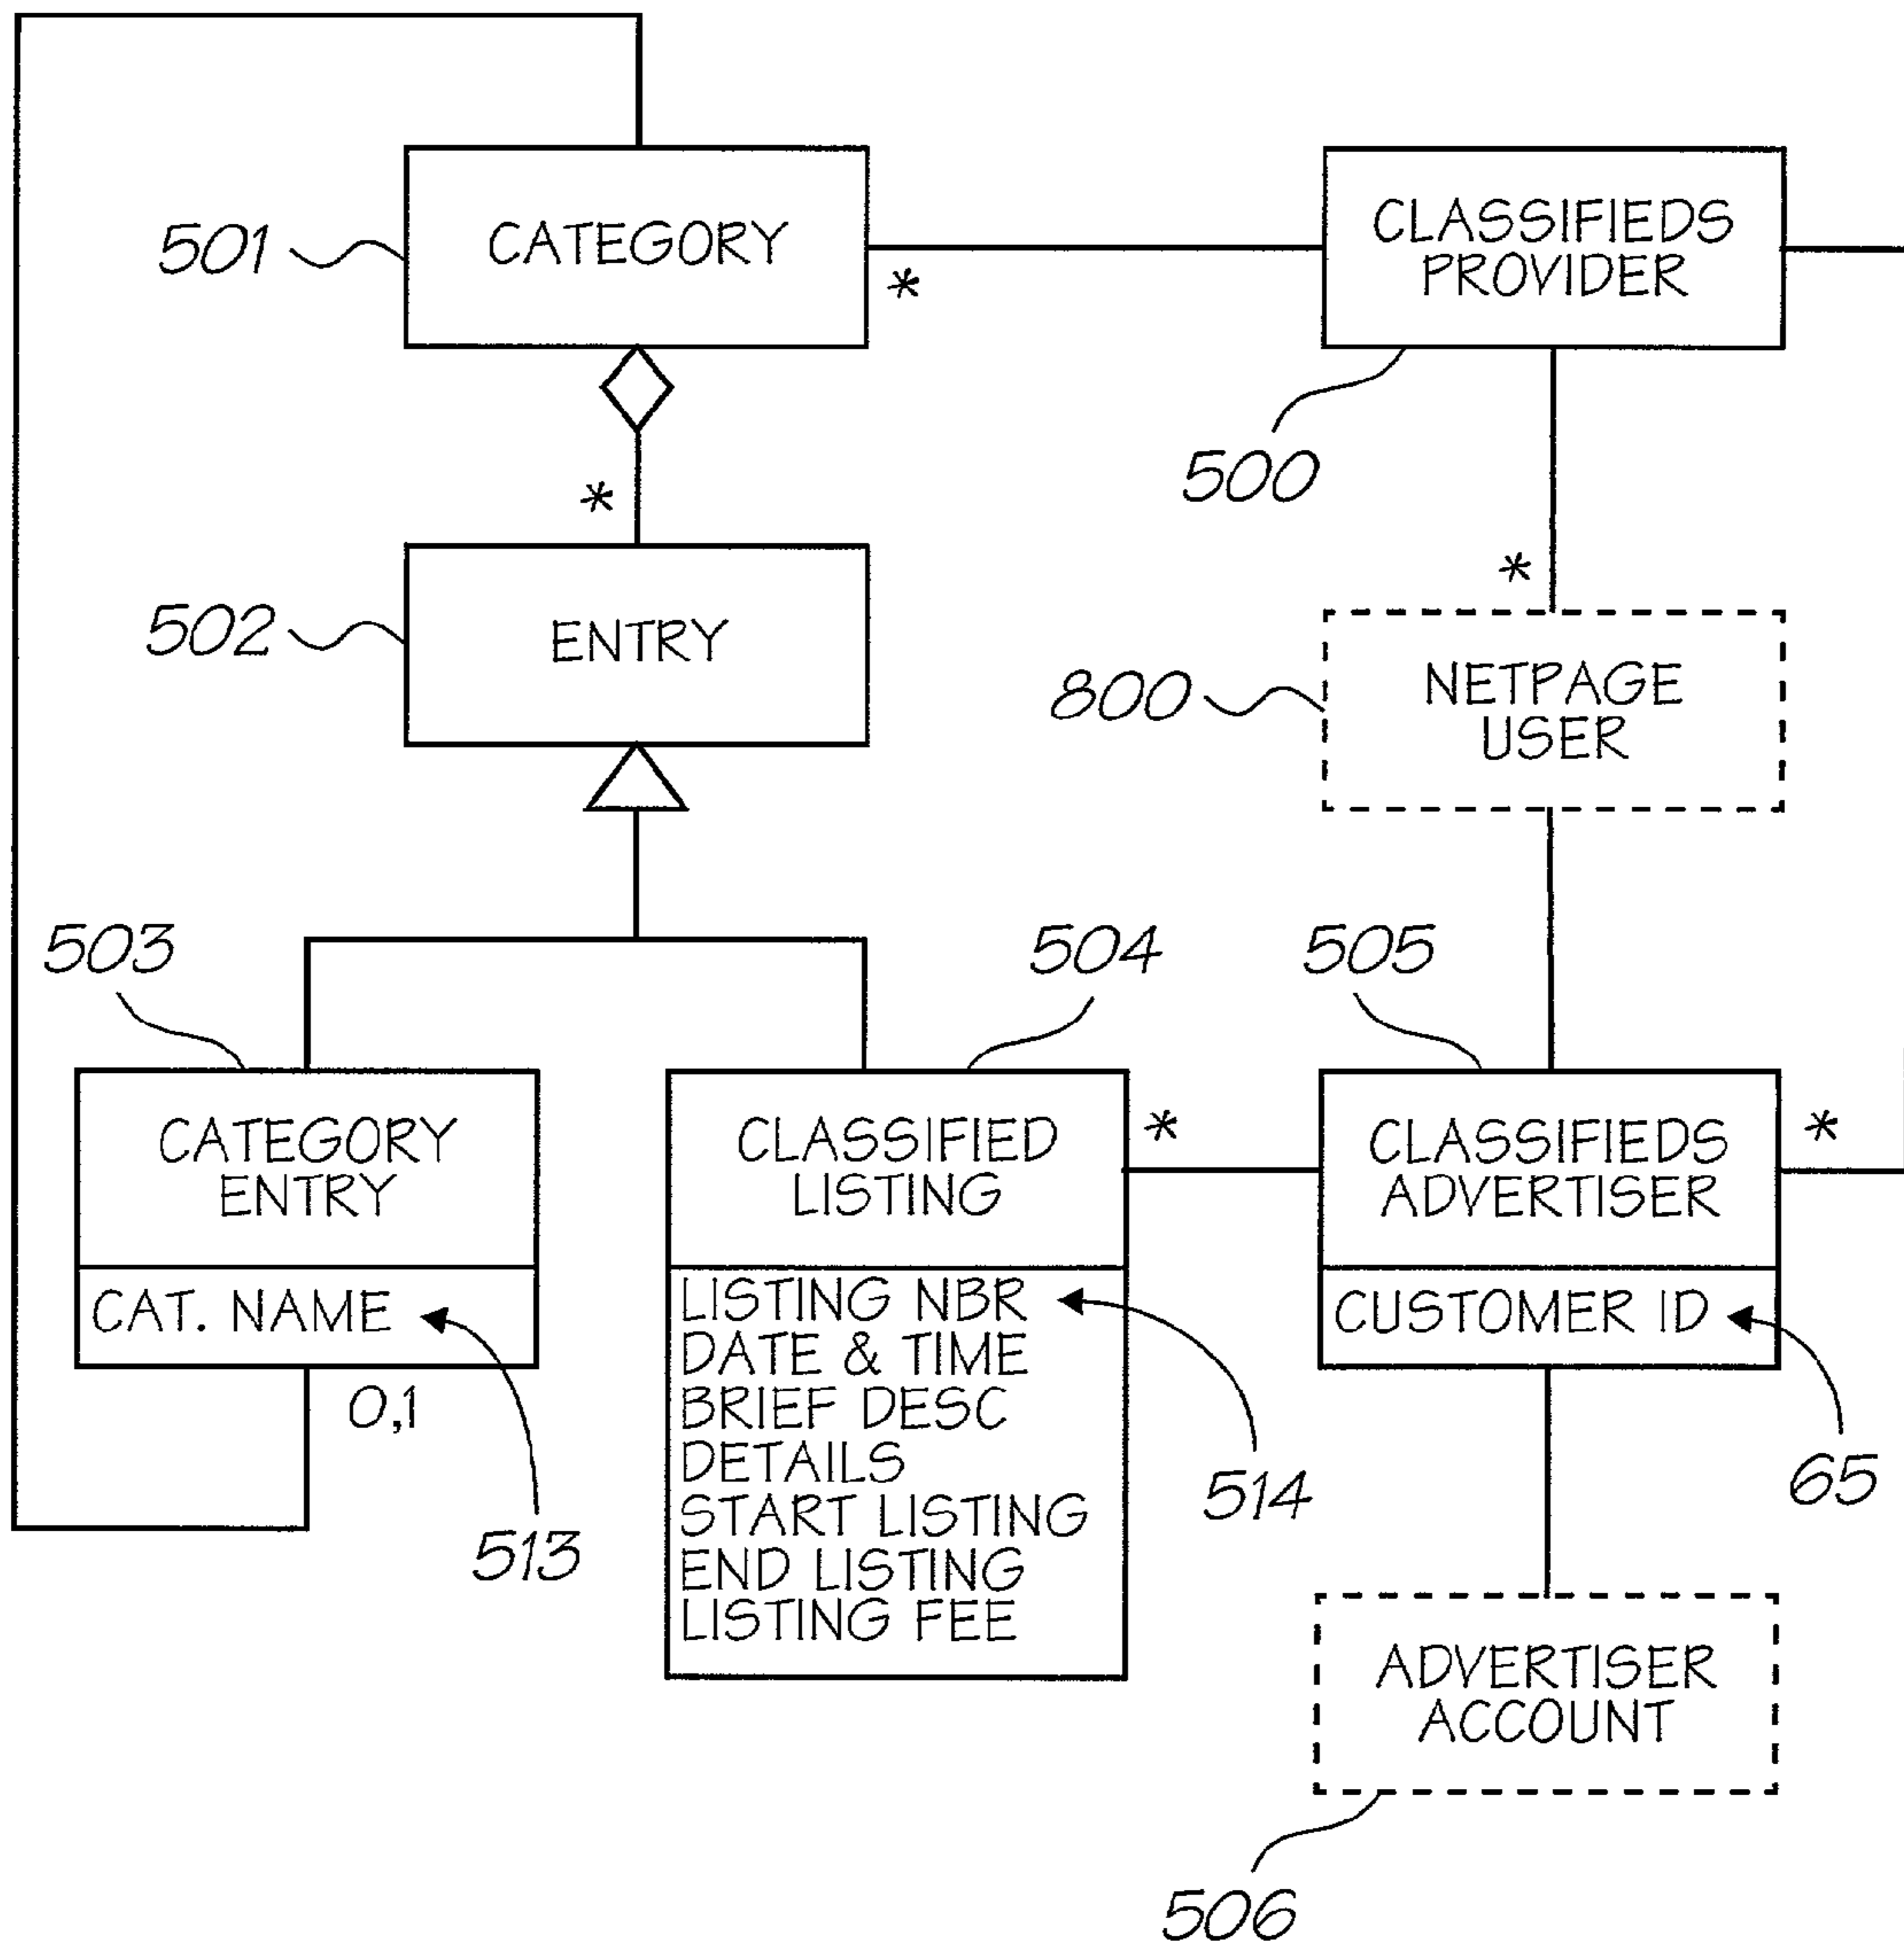 501
CATEGORY
*
CLASSIFIEDS
PROVIDER
500
*
*
502
ENTRY
800
NETPAGE
USER
503
504
505
CATEGORY
ENTRY
CAT. NAME
0,1
513
CLASSIFIED
LISTING
*
LISTING NBR
DATE & TIME
BRIEF DESC
DETAILS
START LISTING
END LISTING
LISTING FEE
514
CLASSIFIEDS
ADVERTISER
*
CUSTOMER ID
65
ADVERTISER
ACCOUNT
506